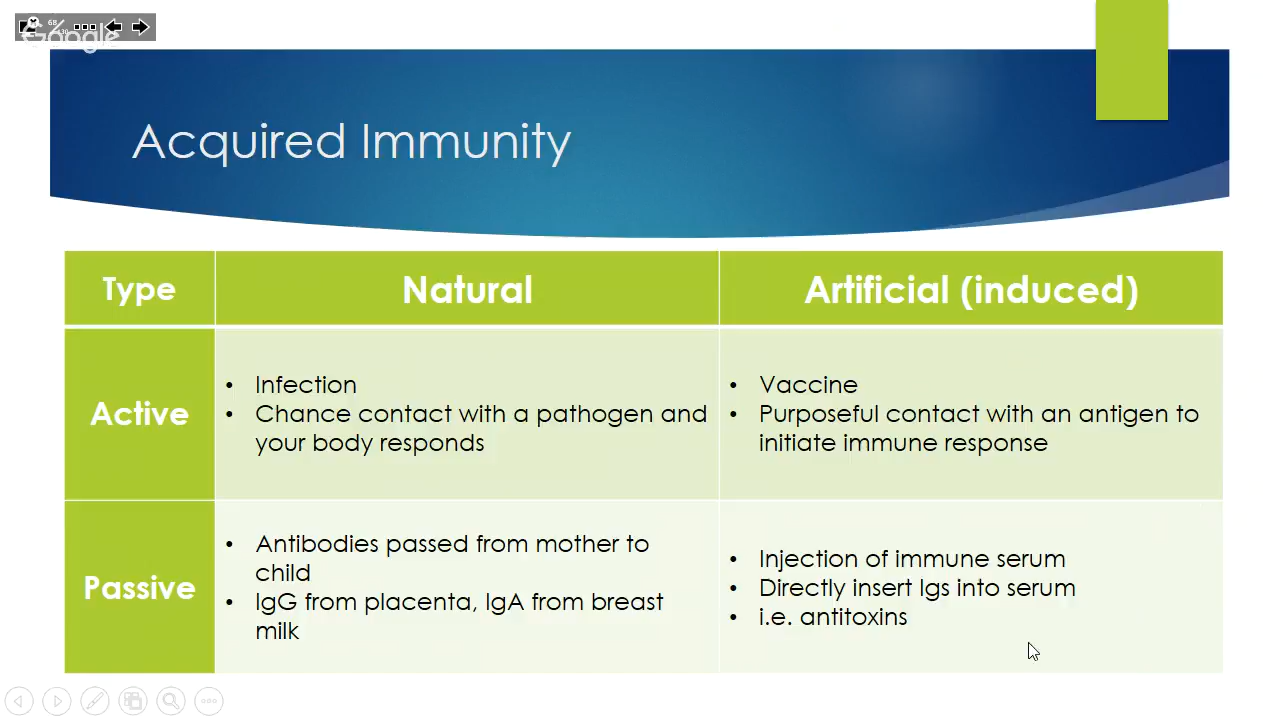 68
Google
Acquired Immunity
Type
Natural
Artificial (induced)
Active
• Infection
• Chance contact with a pathogen and
your body responds
• Vaccine
• Purposeful contact with an antigen to
initiate immune response
Passive
• Antibodies passed from mother to
child
• IgG from placenta, IgA from breast
milk
• Injection of immune serum
• Directly insert Igs into serum
• i.e. antitoxins